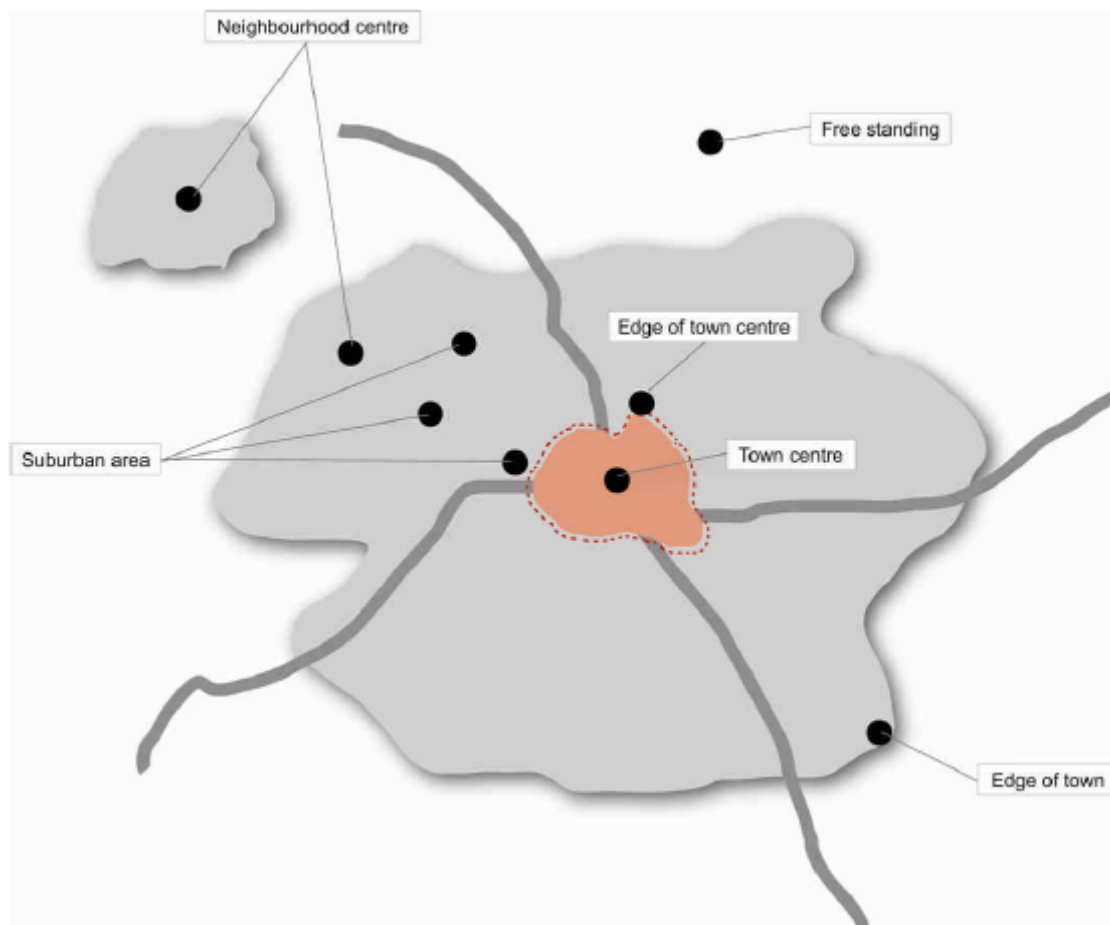 Neighbourhood centre
Free standing
Edge of town centre
Suburban area
Town centre
Edge of town